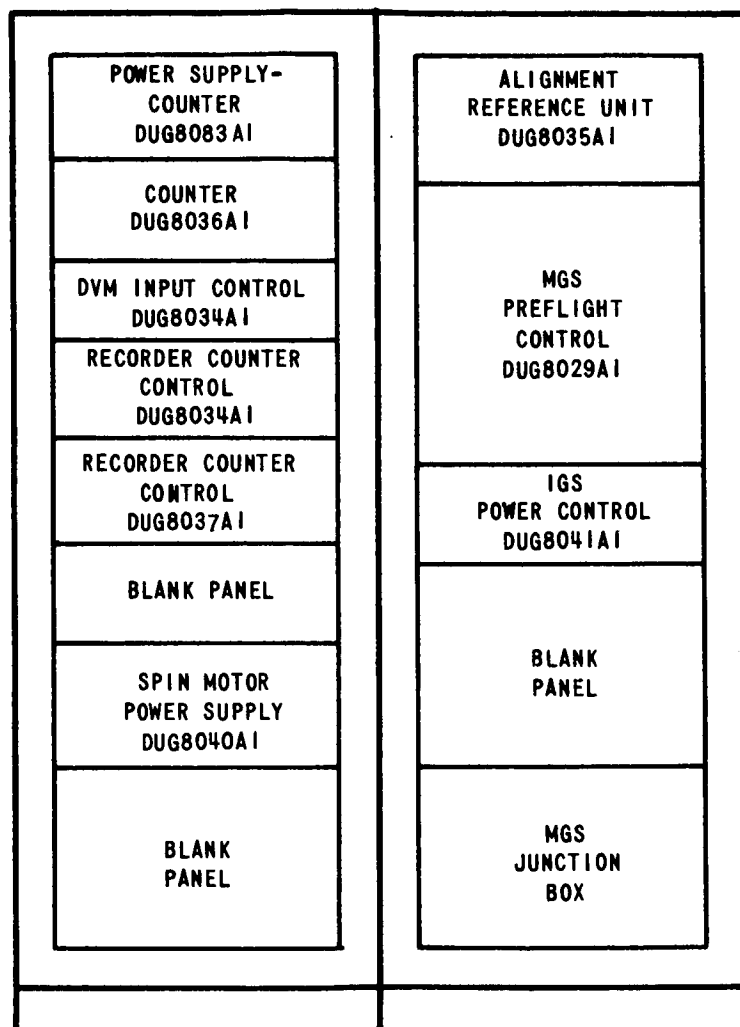 POWER SUPPLY-
COUNTER
DUG8083A1
COUNTER
DUG8036A1
DVM INPUT CONTROL
DUG8034A1
RECORDER COUNTER
CONTROL
DUG8034A1
RECORDER COUNTER
CONTROL
DUG8037A1
BLANK PANEL
SPIN MOTOR
POWER SUPPLY
DUG8040A1
BLANK
PANEL
ALIGNMENT
REFERENCE UNIT
DUG8035A1
MGS
PREFLIGHT
CONTROL
DUG8029A1
IGS
POWER CONTROL
DUG8041A1
BLANK
PANEL
MGS
JUNCTION
BOX